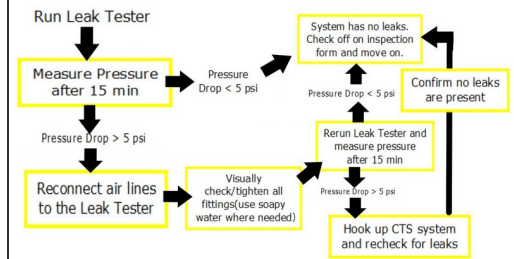 Run Leak Tester
Measure Pressure
after 15 min
Pressure
Drop < 5 psi
System has no leaks.
Check off on inspection
form and move on.
Pressure Drop > 5 psi
Reconnect air lines
to the Leak Tester
Visually
check/tighten all
fittings(use soapy
water where needed)
Rerun Leak Tester and
measure pressure
after 15 min
Pressure Drop < 5 psi
Pressure Drop > 5 psi
Hook up CTS system
and recheck for leaks
Confirm no leaks
are present